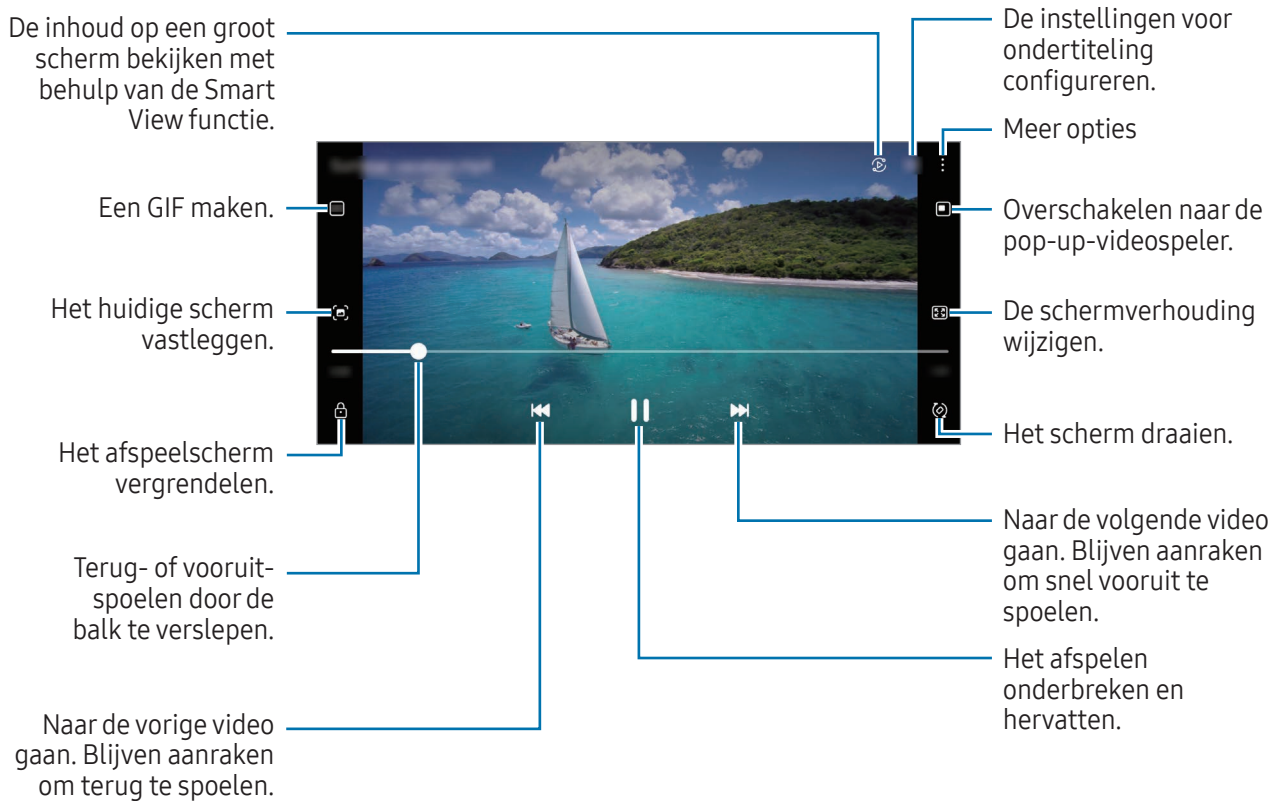 De inhoud op een groot
scherm bekijken met
behulp van de Smart
View functie.
Een GIF maken.
Het huidige scherm
vastleggen.
Het afspeelscherm
vergrendelen.
Terug- of vooruit-
spoelen door de
balk te verslepen.
Naar de vorige video
gaan. Blijven aanraken
om terug te spoelen.
De instellingen voor
ondertiteling
configureren.
Meer opties
Overschakelen naar de
pop-up-videospeler.
De schermverhouding
wijzigen.
Het scherm draaien.
Naar de volgende video
gaan. Blijven aanraken
om snel vooruit te
spoelen.
Het afspelen
onderbreken en
hervatten.